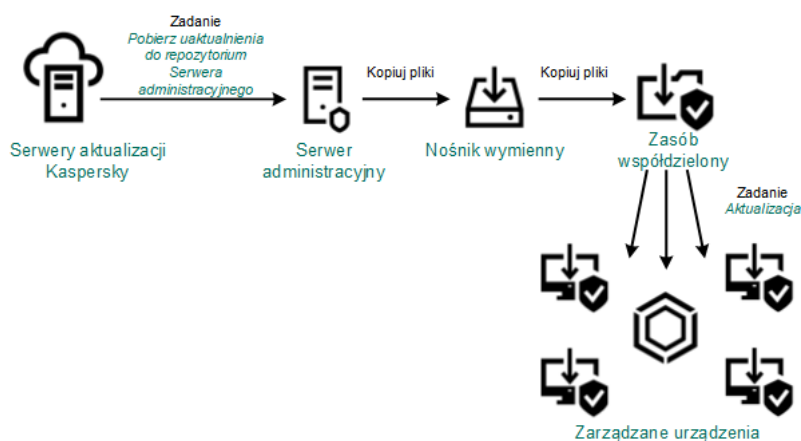 Zadanie
Pobierz uaktualnienia
do repozytorium
Serwera
administracyjnego
Kopiuj pliki
Kopiuj pliki
Serwery aktualizacji
Kaspersky
Serwer
administracyjny
Nośnik wymienny
Zasób
współdzielony
Zadanie
Aktualizacja
Zarządzane urządzenia